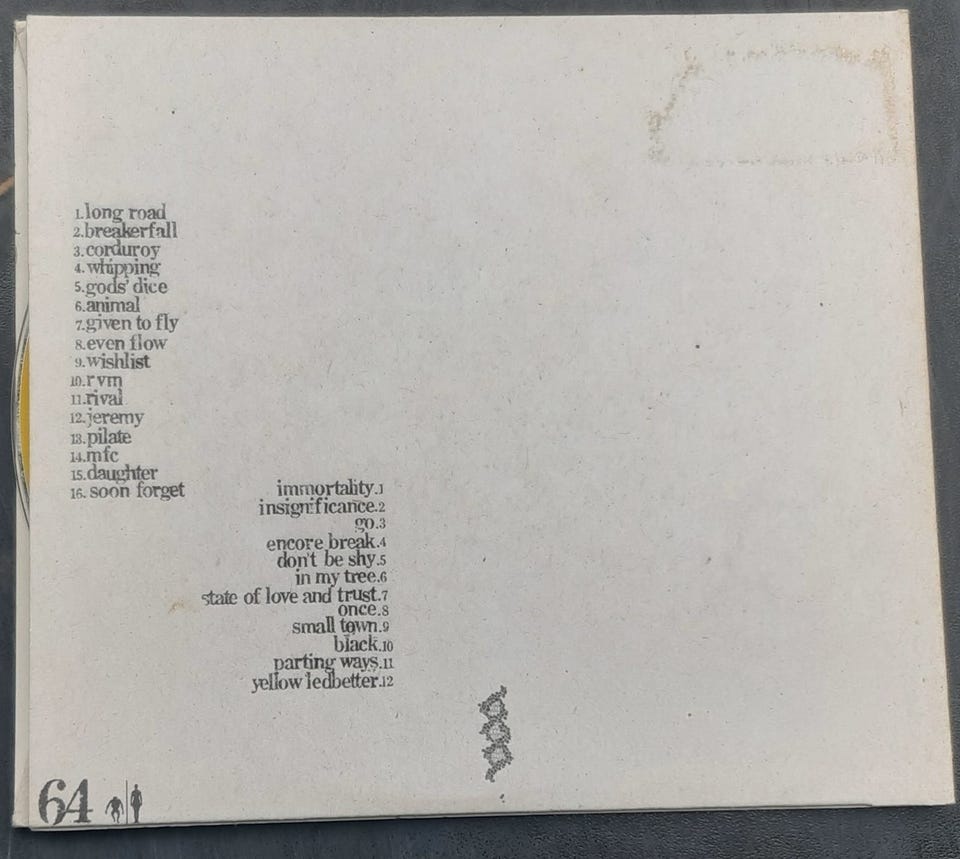 1.long road
2.breakerfall
3.corduroy
4.whipping
5.gods' dice
6.animal
7.given to fly
8.even flow
9.wishlist
10.rvm
11.rival
12.jeremy
13.pilate
14.mfc
15.daughter
16. soon forget
immortality.1
insignificance.2
go.3
encore break.4
don't be shy.5
in my tree.6
state of love and trust.7
once.8
small town.9
black.10
parting ways.11
yellow ledbetter.12
64